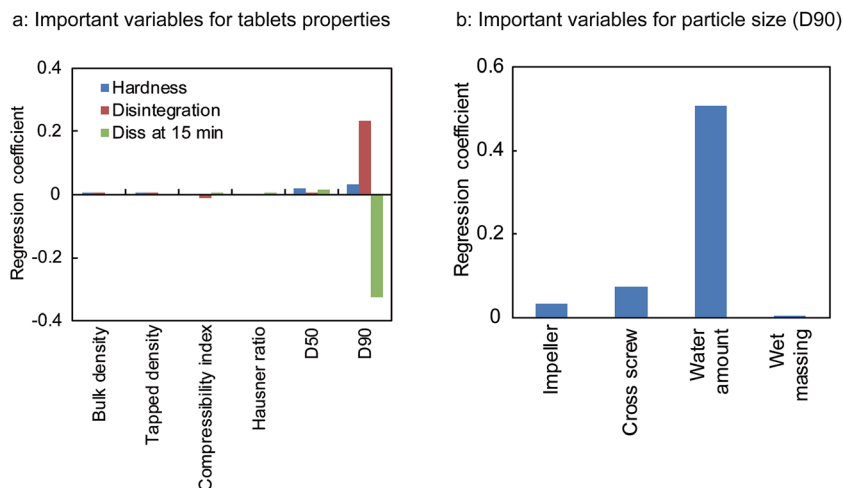 a: Important variables for tablets properties
0.4
0.2
0
-0.2
-0.4
Regression coefficient
Hardness
Disintegration
Diss at 15 min
Bulk density
Tapped density
Compressibility index
Hausner ratio
D50
D90
b: Important variables for particle size (D90)
0.6
0.4
0.2
0
Regression coefficient
Impeller
Cross screw
Water
amount
Wet
massing